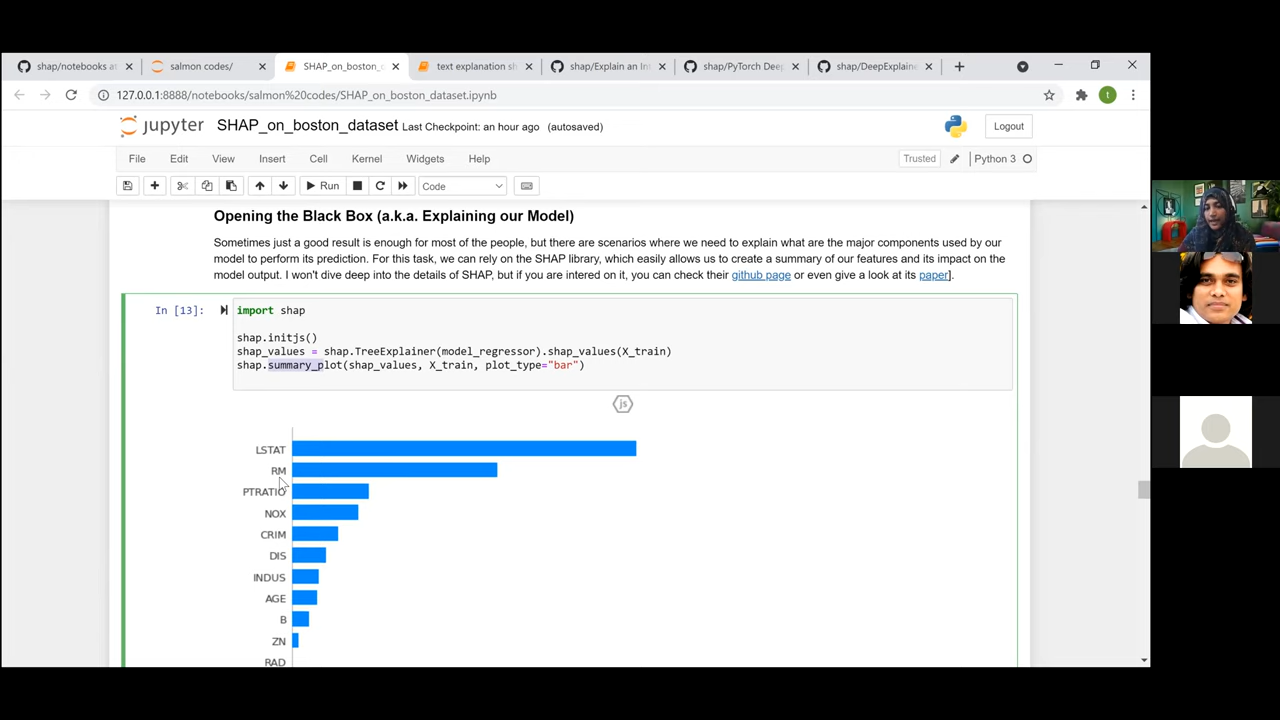 shap/notebooks at
salmon codes/
SHAP_on_boston_
text explanation sh
shap/Explain an Int
shap/PyTorch Deep
shap/DeepExplaine
127.0.0.1:8888/notebooks/salmon%20codes/SHAP_on_boston_dataset.ipynb
t
jupyter SHAP_on_boston_dataset Last Checkpoint: an hour ago (autosaved)
Logout
File Edit View Insert Cell Kernel Widgets Help
Trusted
Python 3
Run
Code
Opening the Black Box (a.k.a. Explaining our Model)
Sometimes just a good result is enough for most of the people, but there are scenarios where we need to explain what are the major components used by our
model to perform its prediction. For this task, we can rely on the SHAP library, which easily allows us to create a summary of our features and its impact on the
model output. I won't dive deep into the details of SHAP, but if you are intered on it, you can check their github page or even give a look at its paper].
In [13]:
import shap
shap.initjs()
shap_values = shap.TreeExplainer(model_regressor).shap_values(X_train)
shap.summary_plot(shap_values, X_train, plot_type="bar")
js
LSTAT
RM
PTRATIO
NOX
CRIM
DIS
INDUS
AGE
B
ZN
RAD